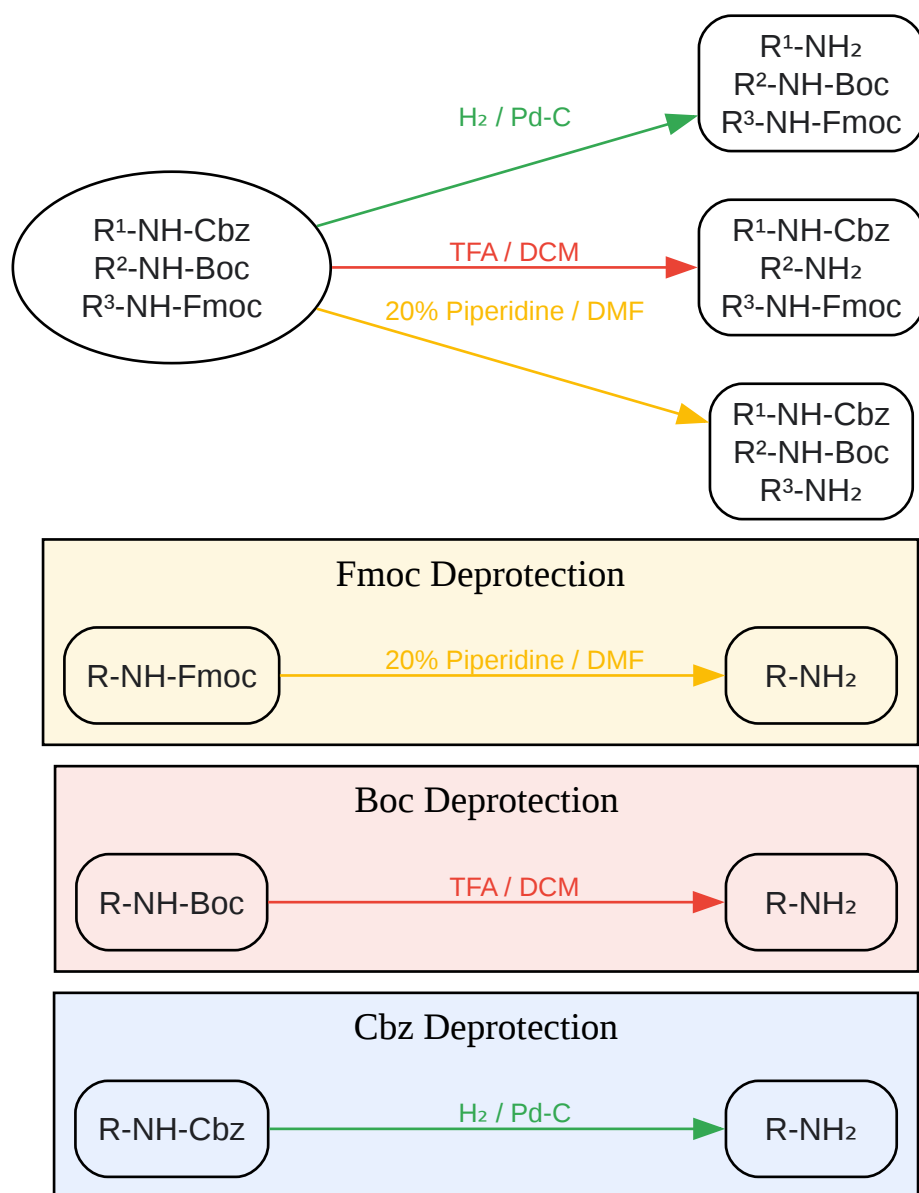 R¹-NH-Cbz
R²-NH-Boc
R³-NH-Fmoc
H₂ / Pd-C
R¹-NH₂
R²-NH-Boc
R³-NH-Fmoc
TFA / DCM
R¹-NH-Cbz
R²-NH₂
R³-NH-Fmoc
20% Piperidine / DMF
R¹-NH-Cbz
R²-NH-Boc
R³-NH₂
Fmoc Deprotection
R-NH-Fmoc
20% Piperidine / DMF
R-NH₂
Boc Deprotection
R-NH-Boc
TFA / DCM
R-NH₂
Cbz Deprotection
R-NH-Cbz
H₂ / Pd-C
R-NH₂